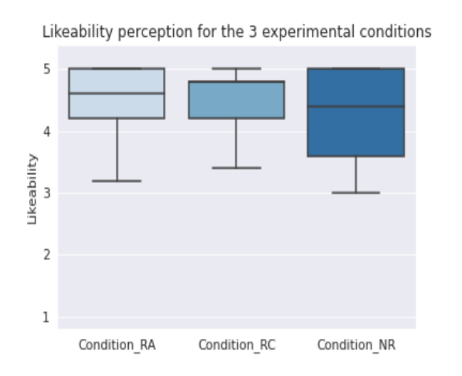 Likeability perception for the 3 experimental conditions
5
4
3
2
1
Likeability
Condition_RA Condition_RC Condition_NR